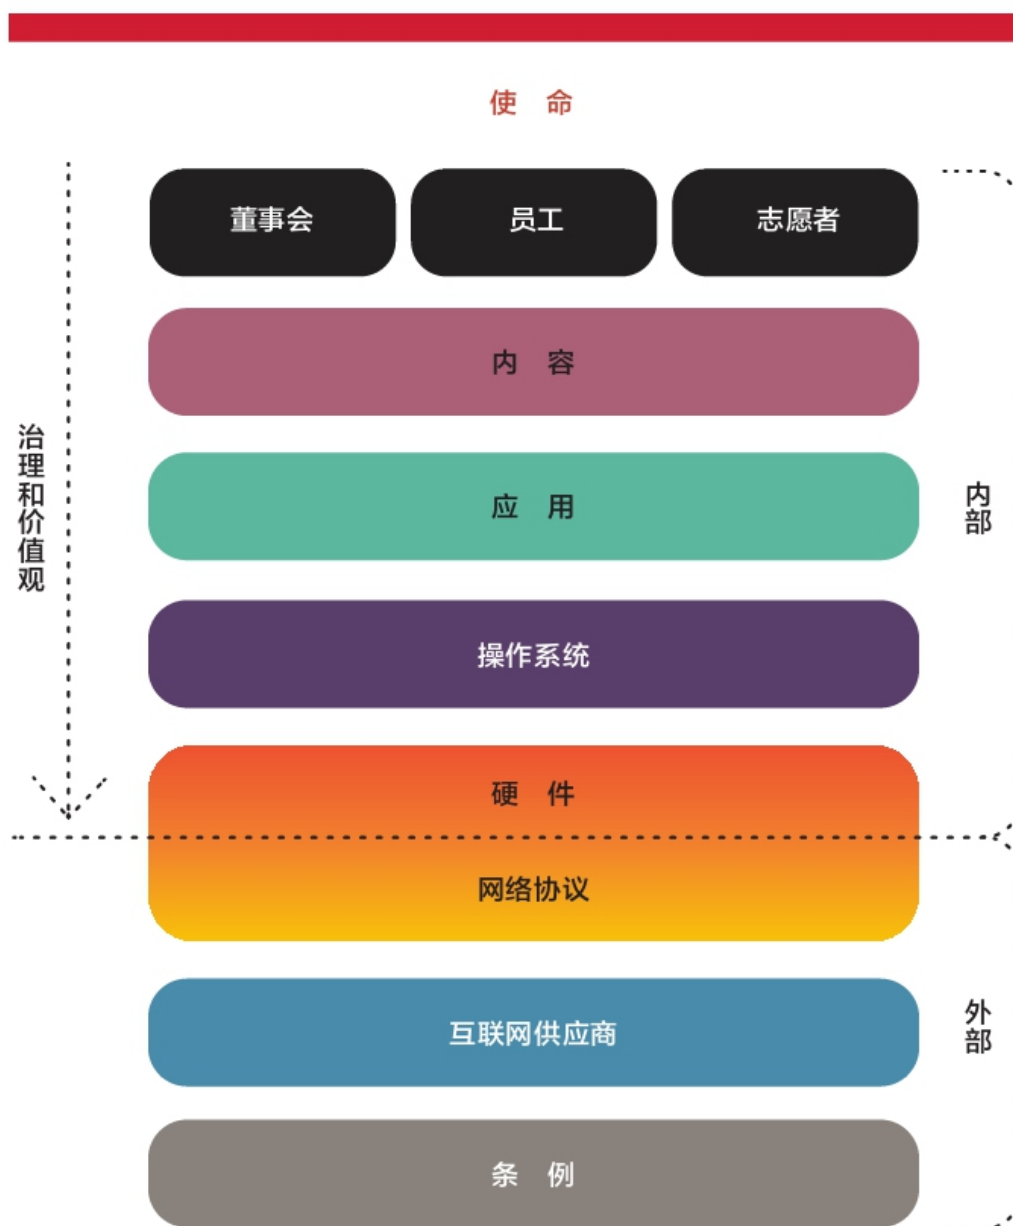 使 命
董事会 员工 志愿者
内 容
治理和价值观
应 用
内部
操作系统
硬 件
网络协议
外部
互联网供应商
条 例